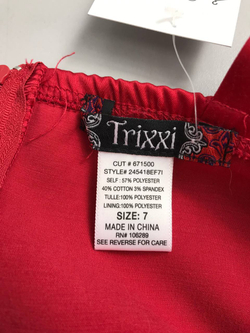 Trixxi
CUT # 671500
STYLE# 245418EF7I
SELF : 57% POLYESTER
40% COTTON 3% SPANDEX
TULLE:100% POLYESTER
LINING:100% POLYESTER
SIZE: 7
MADE IN CHINA
RN# 106289
SEE REVERSE FOR CARE